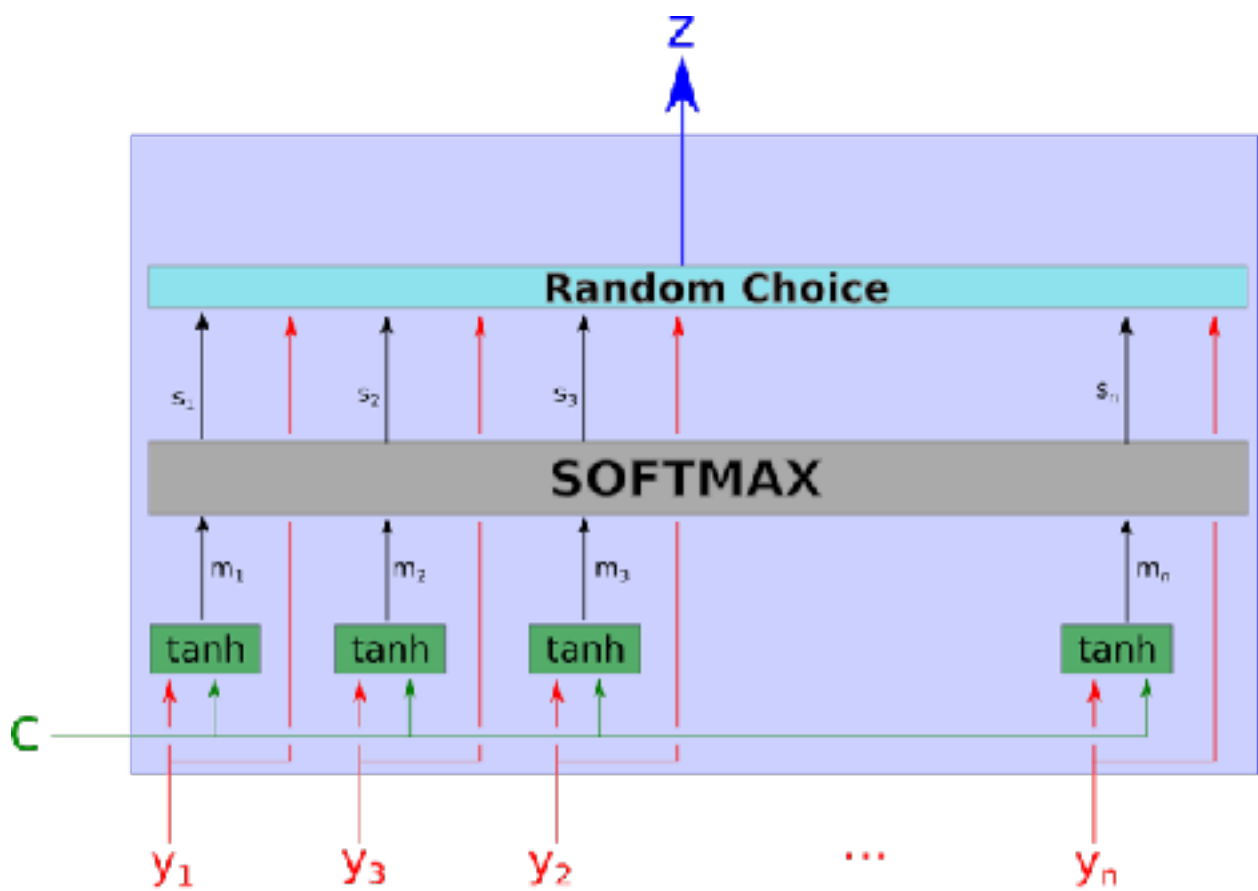 Z
Random Choice
s₁ s₂ s₃ sₙ
SOFTMAX
m₁ m₂ m₃ mₙ
tanh tanh tanh tanh
C
y₁ y₃ y₂ ... yₙ